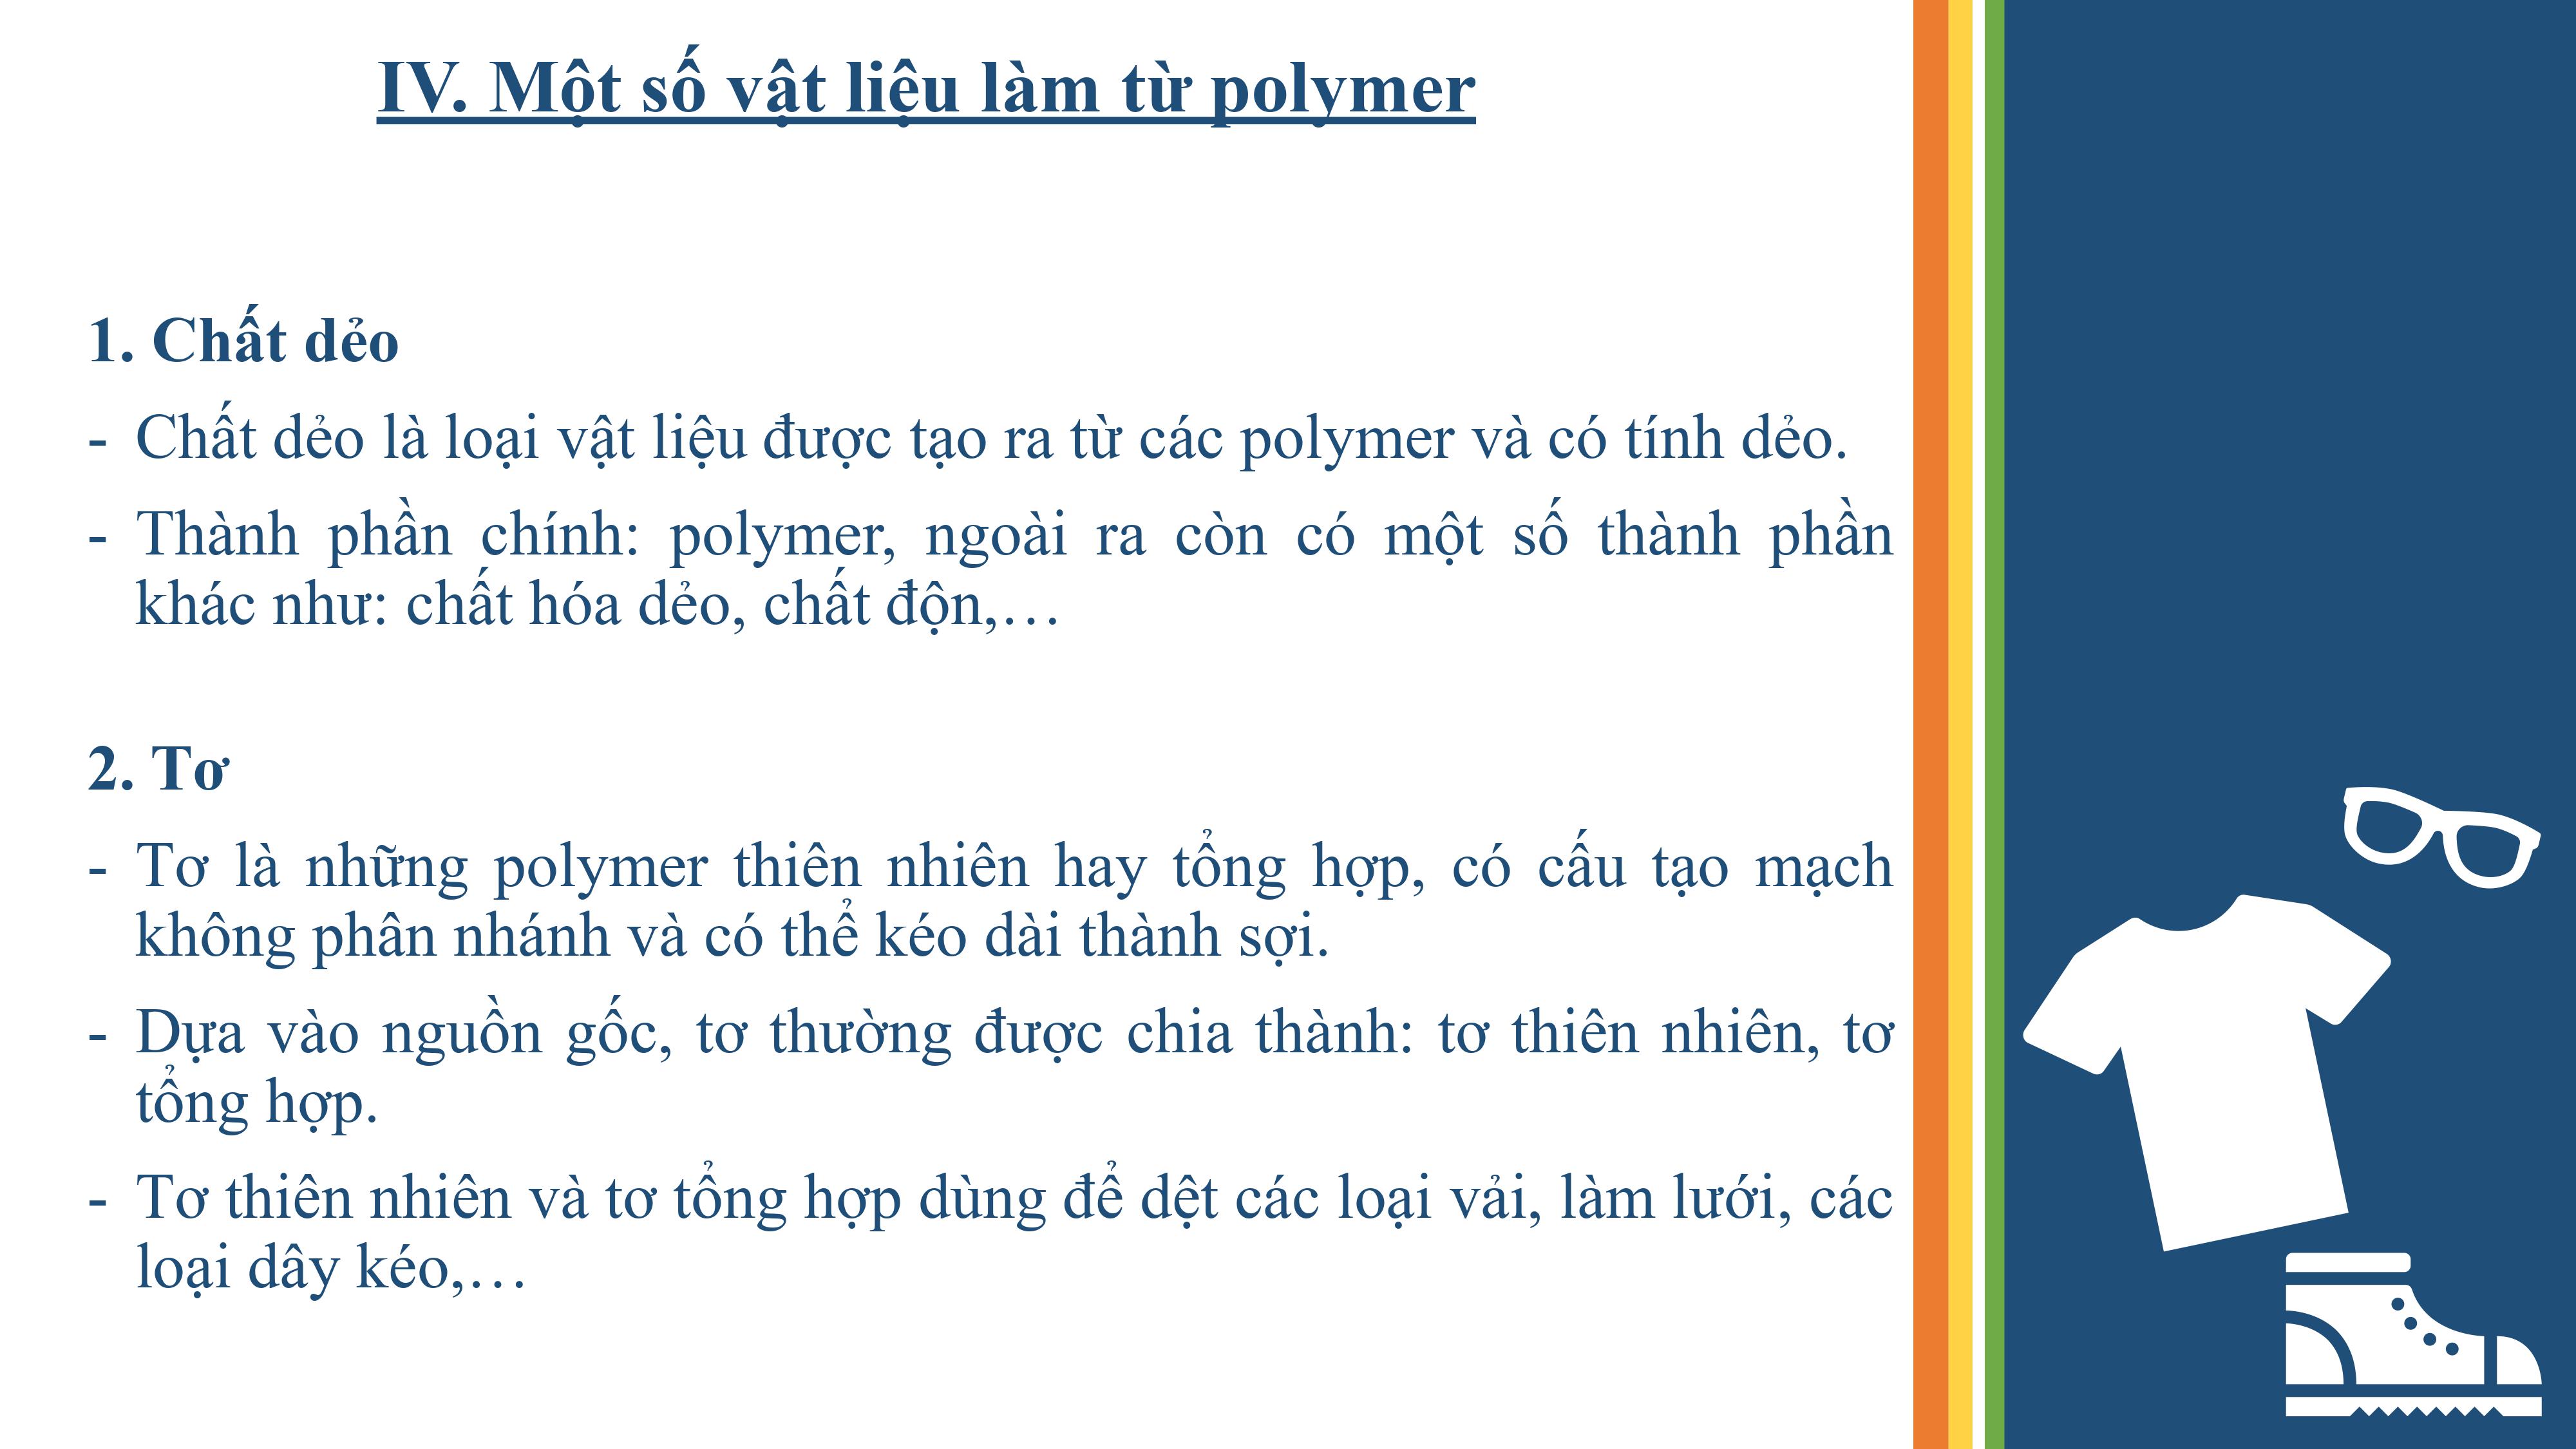 IV. Một số vật liệu làm từ polymer
1. Chất dẻo
- Chất dẻo là loại vật liệu được tạo ra từ các polymer và có tính dẻo.
- Thành phần chính: polymer, ngoài ra còn có một số thành phần
khác như: chất hóa dẻo, chất độn,…
2. Tơ
- Tơ là những polymer thiên nhiên hay tổng hợp, có cấu tạo mạch
không phân nhánh và có thể kéo dài thành sợi.
- Dựa vào nguồn gốc, tơ thường được chia thành: tơ thiên nhiên, tơ
tổng hợp.
- Tơ thiên nhiên và tơ tổng hợp dùng để dệt các loại vải, làm lưới, các
loại dây kéo,…